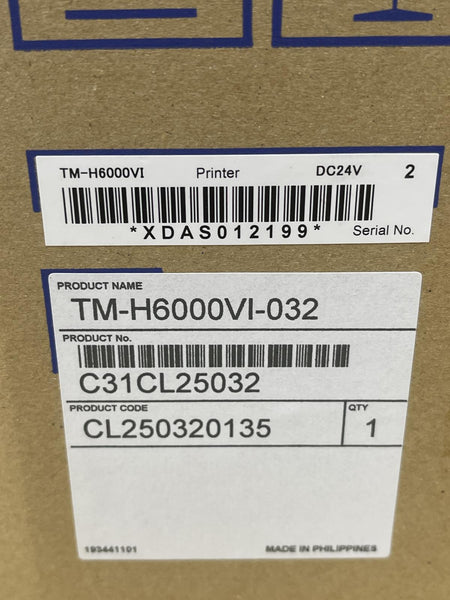 TM-H6000VI Printer DC24V 2
*XDAS012199* Serial No.
PRODUCT NAME
TM-H6000VI-032
PRODUCT No.
C31CL25032
PRODUCT CODE QTY
CL250320135 1
193441101 MADE IN PHILIPPINES